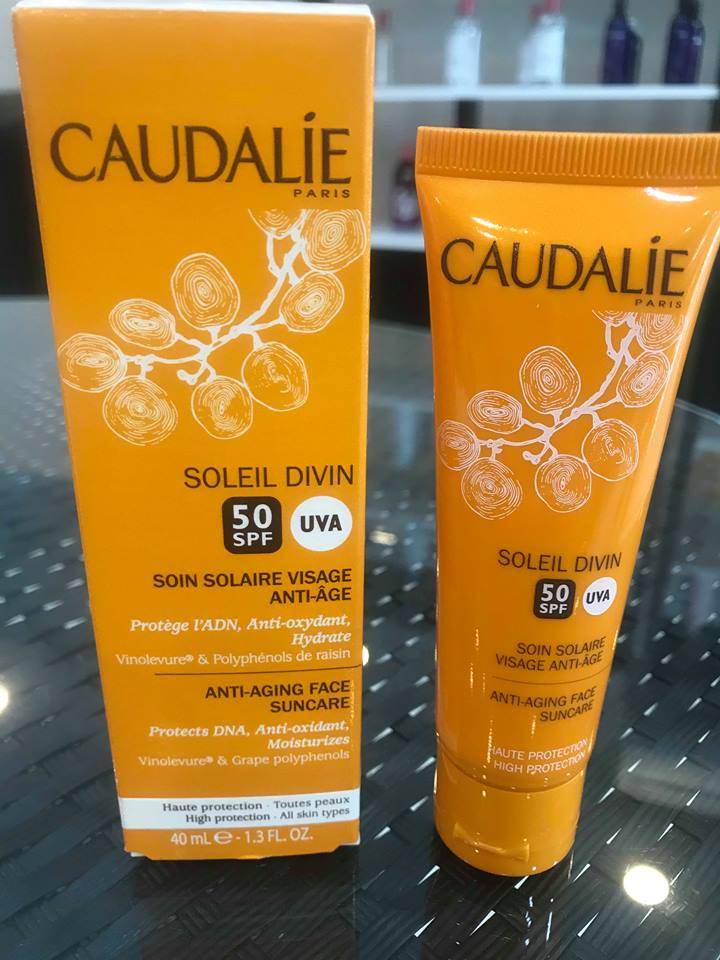 CAUDALÍE
PARIS
SOLEIL DIVIN
50
SPF
UVA
SOIN SOLAIRE VISAGE
ANTI-ÂGE
Protège l'ADN, Anti-oxydant,
Hydrate
Vinolevure® & Polyphénols de raisin
ANTI-AGING FACE
SUNCARE
Protects DNA, Anti-oxidant,
Moisturizes
Vinolevure® & Grape polyphenols
Haute protection · Toutes peaux
High protection · All skin types
40 mL e - 1.3 FL. OZ.
CAUDALÍE
PARIS
SOLEIL DIVIN
50
SPF
UVA
SOIN SOLAIRE
VISAGE ANTI-ÂGE
ANTI-AGING FACE
SUNCARE
HAUTE PROTECTION
HIGH PROTECTION